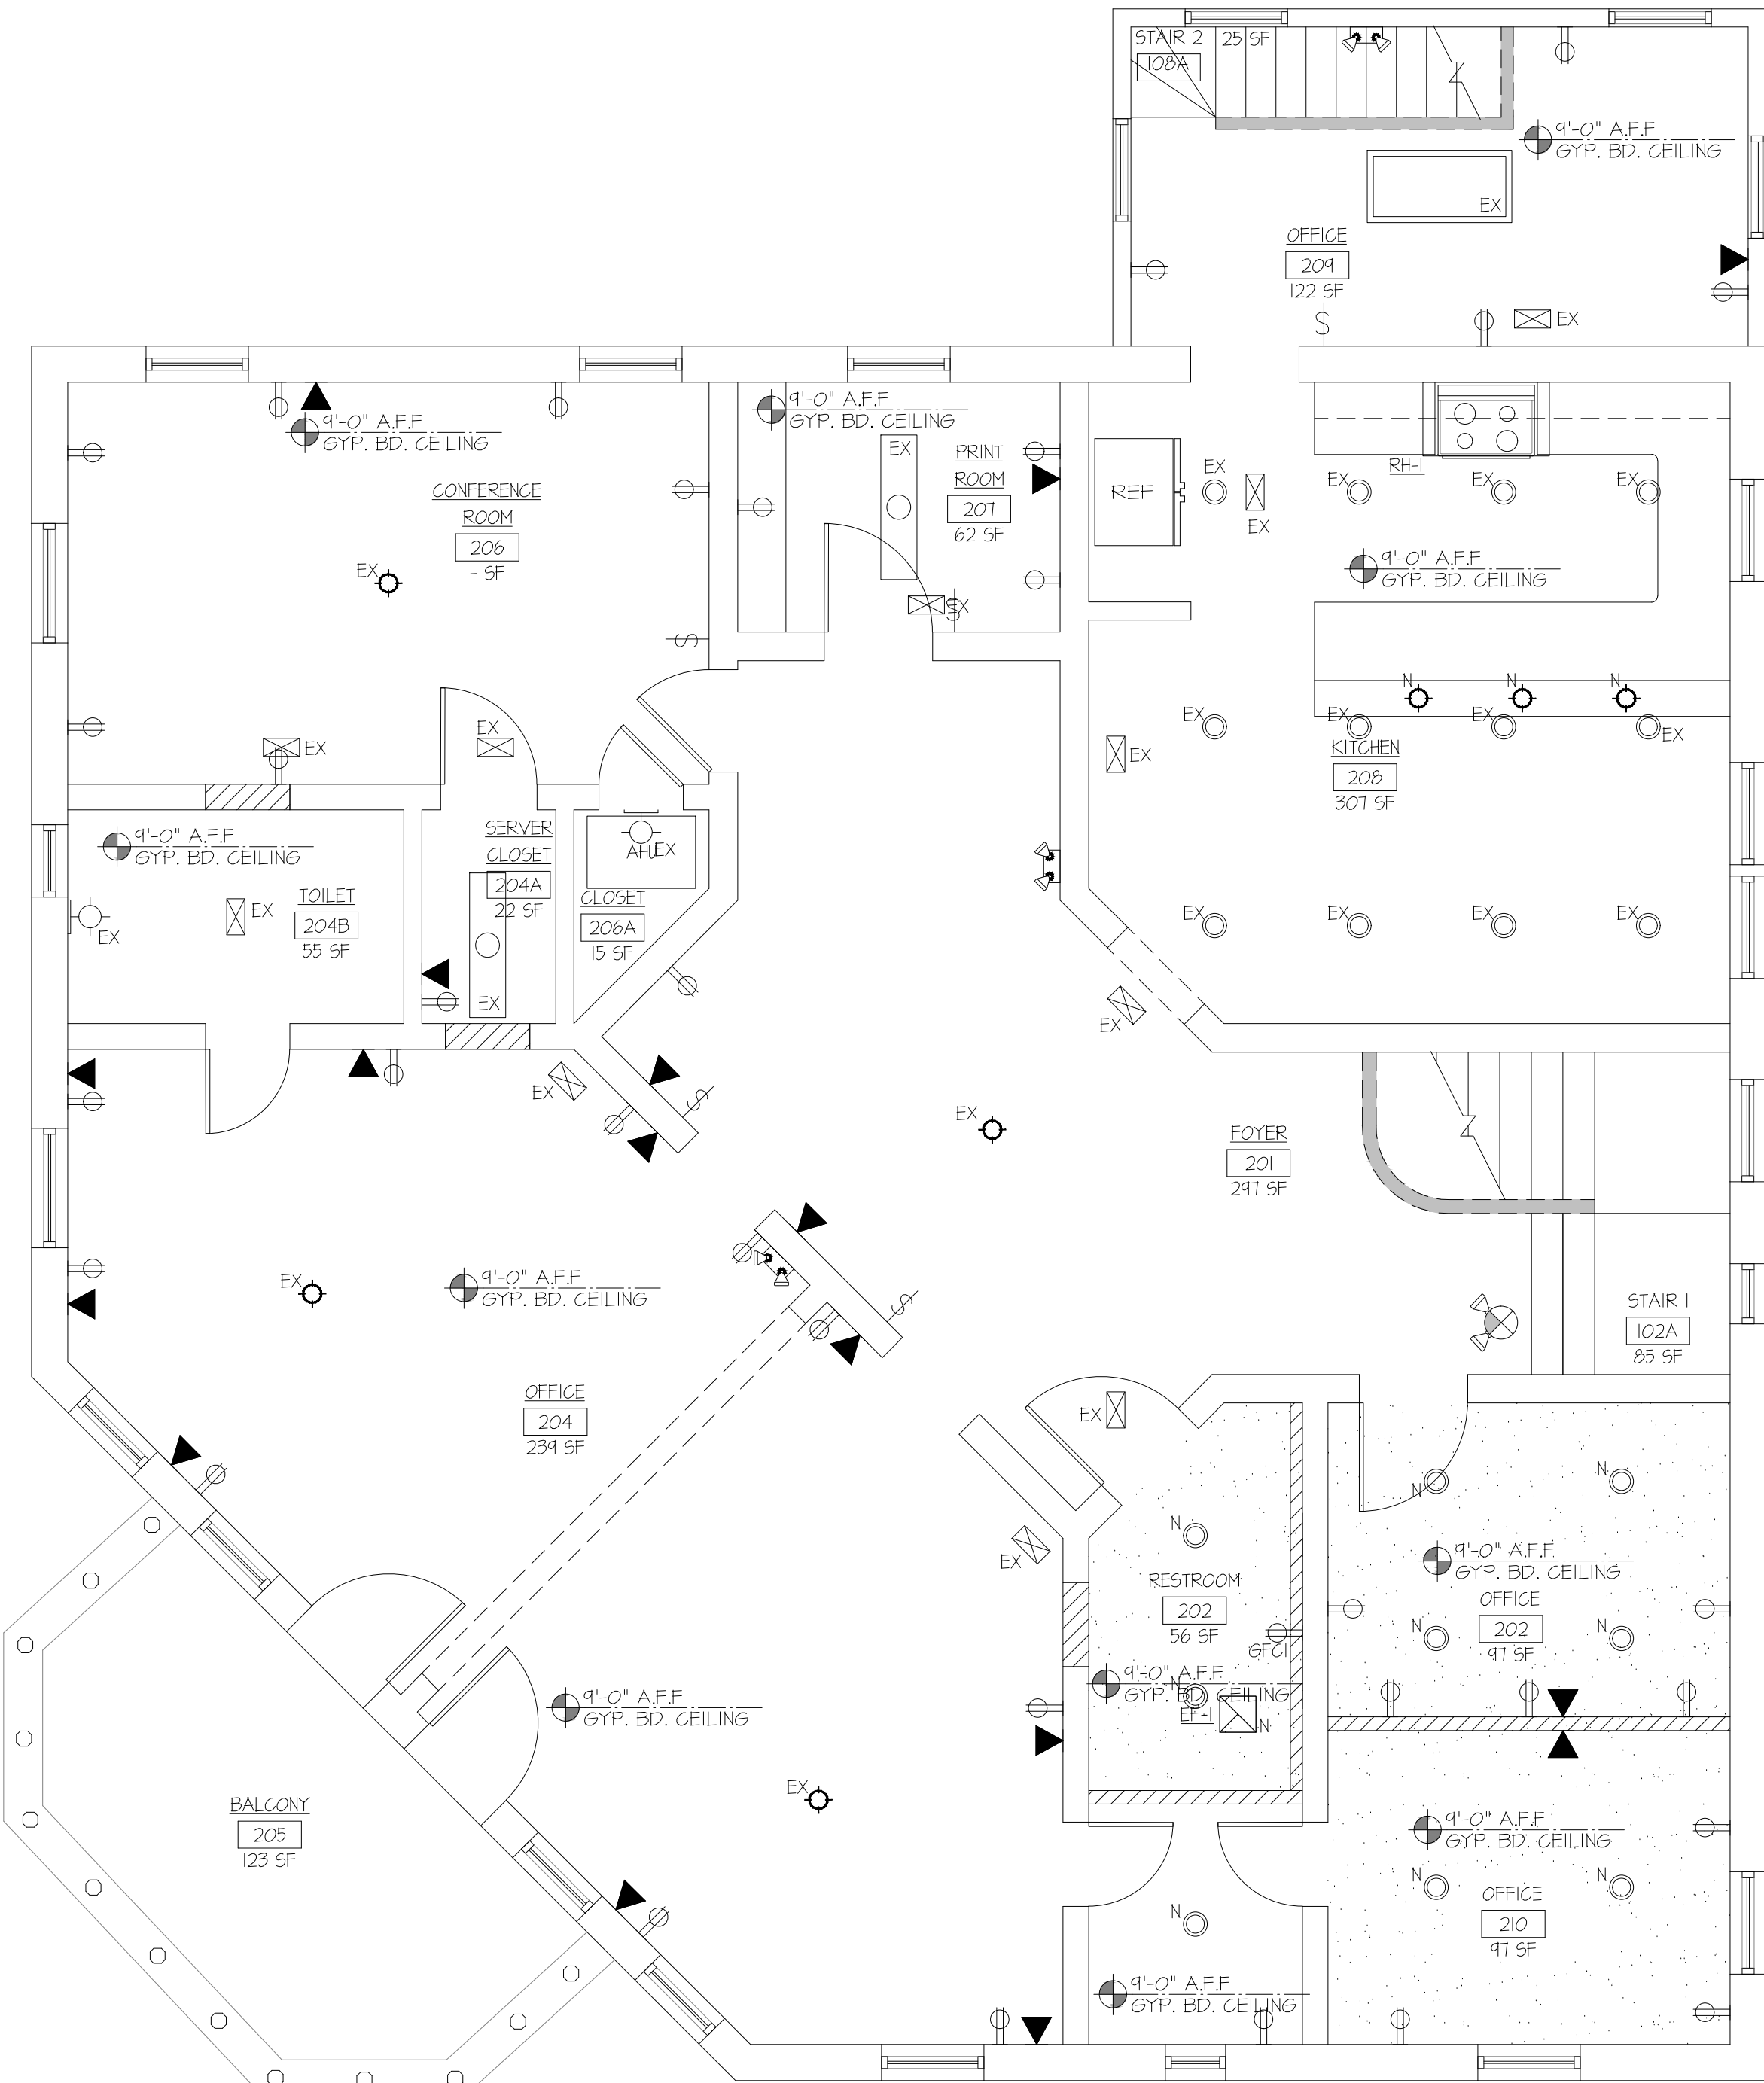 STAIR 2 25 SF
108A
9'-0" A.F.F
GYP. BD. CEILING
EX
OFFICE
209
122 SF
S
EX
9'-0" A.F.F
GYP. BD. CEILING
9'-0" A.F.F
GYP. BD. CEILING
EX
PRINT
ROOM
207
62 SF
CONFERENCE
ROOM
206
- SF
EX
S
EX
S
REF
EX
EX
RH-1
EX
EX
EX
9'-0" A.F.F
GYP. BD. CEILING
N
N
N
EX
EX
EX
EX
EX
KITCHEN
208
307 SF
EX
EX
EX
EX
EX
EX
9'-0" A.F.F
GYP. BD. CEILING
SERVER
CLOSET
204A
22 SF
EX
AHU
EX
CLOSET
206A
15 SF
TOILET
204B
55 SF
EX
EX
EX
EX
S
EX
EX
FOYER
201
297 SF
EX
9'-0" A.F.F
GYP. BD. CEILING
S
STAIR 1
102A
85 SF
OFFICE
204
239 SF
EX
EX
N
N
N
9'-0" A.F.F
GYP. BD. CEILING
OFFICE
202
97 SF
N
N
RESTROOM
202
56 SF
GFCI
9'-0" A.F.F
GYP. BD. CEILING
N
EF-1
N
9'-0" A.F.F
GYP. BD. CEILING
EX
BALCONY
205
123 SF
9'-0" A.F.F
GYP. BD. CEILING
N
N
OFFICE
210
97 SF
N
9'-0" A.F.F
GYP. BD. CEILING